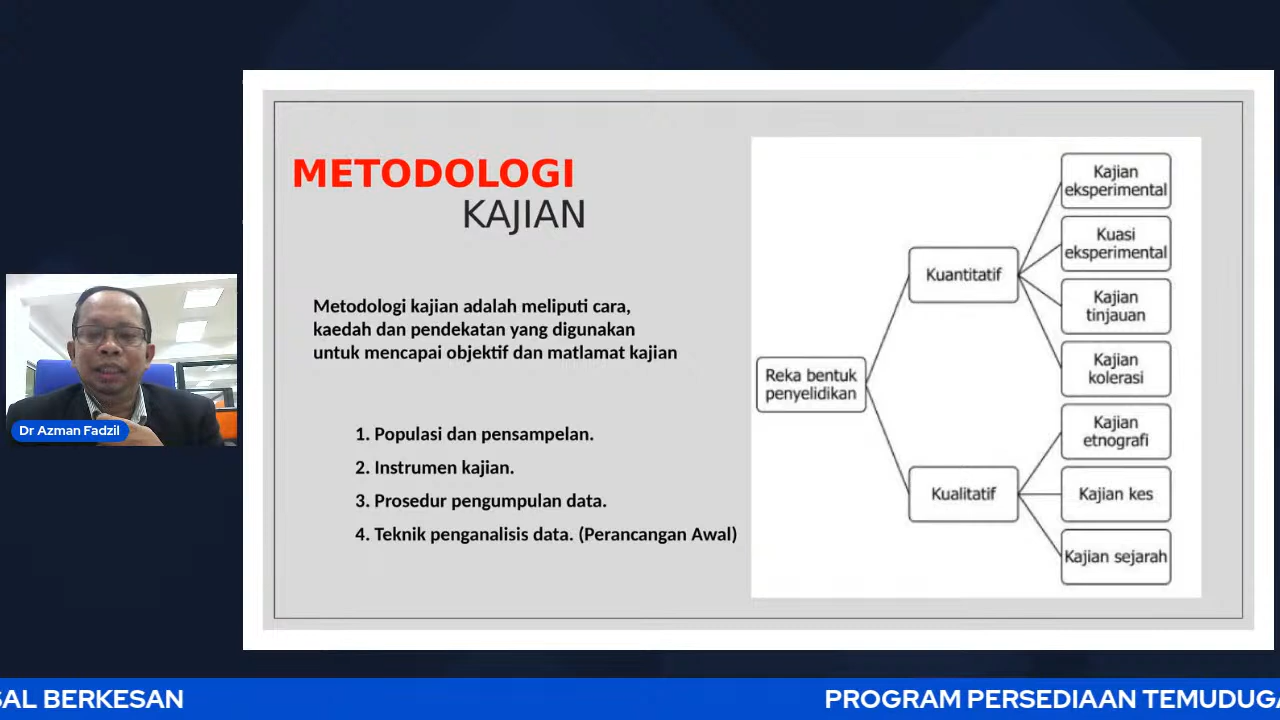 METODOLOGI
KAJIAN
Metodologi kajian adalah meliputi cara,
kaedah dan pendekatan yang digunakan
untuk mencapai objektif dan matlamat kajian
1. Populasi dan pensampelan.
2. Instrumen kajian.
3. Prosedur pengumpulan data.
4. Teknik penganalisis data. (Perancangan Awal)
Reka bentuk
penyelidikan
Kuantitatif
Kajian
eksperimental
Kuasi
eksperimental
Kajian
tinjauan
Kajian
kolerasi
Kualitatif
Kajian
etnografi
Kajian kes
Kajian sejarah
Dr Azman Fadzil
SAL BERKESAN
PROGRAM PERSEDIAAN TEMUDUGA